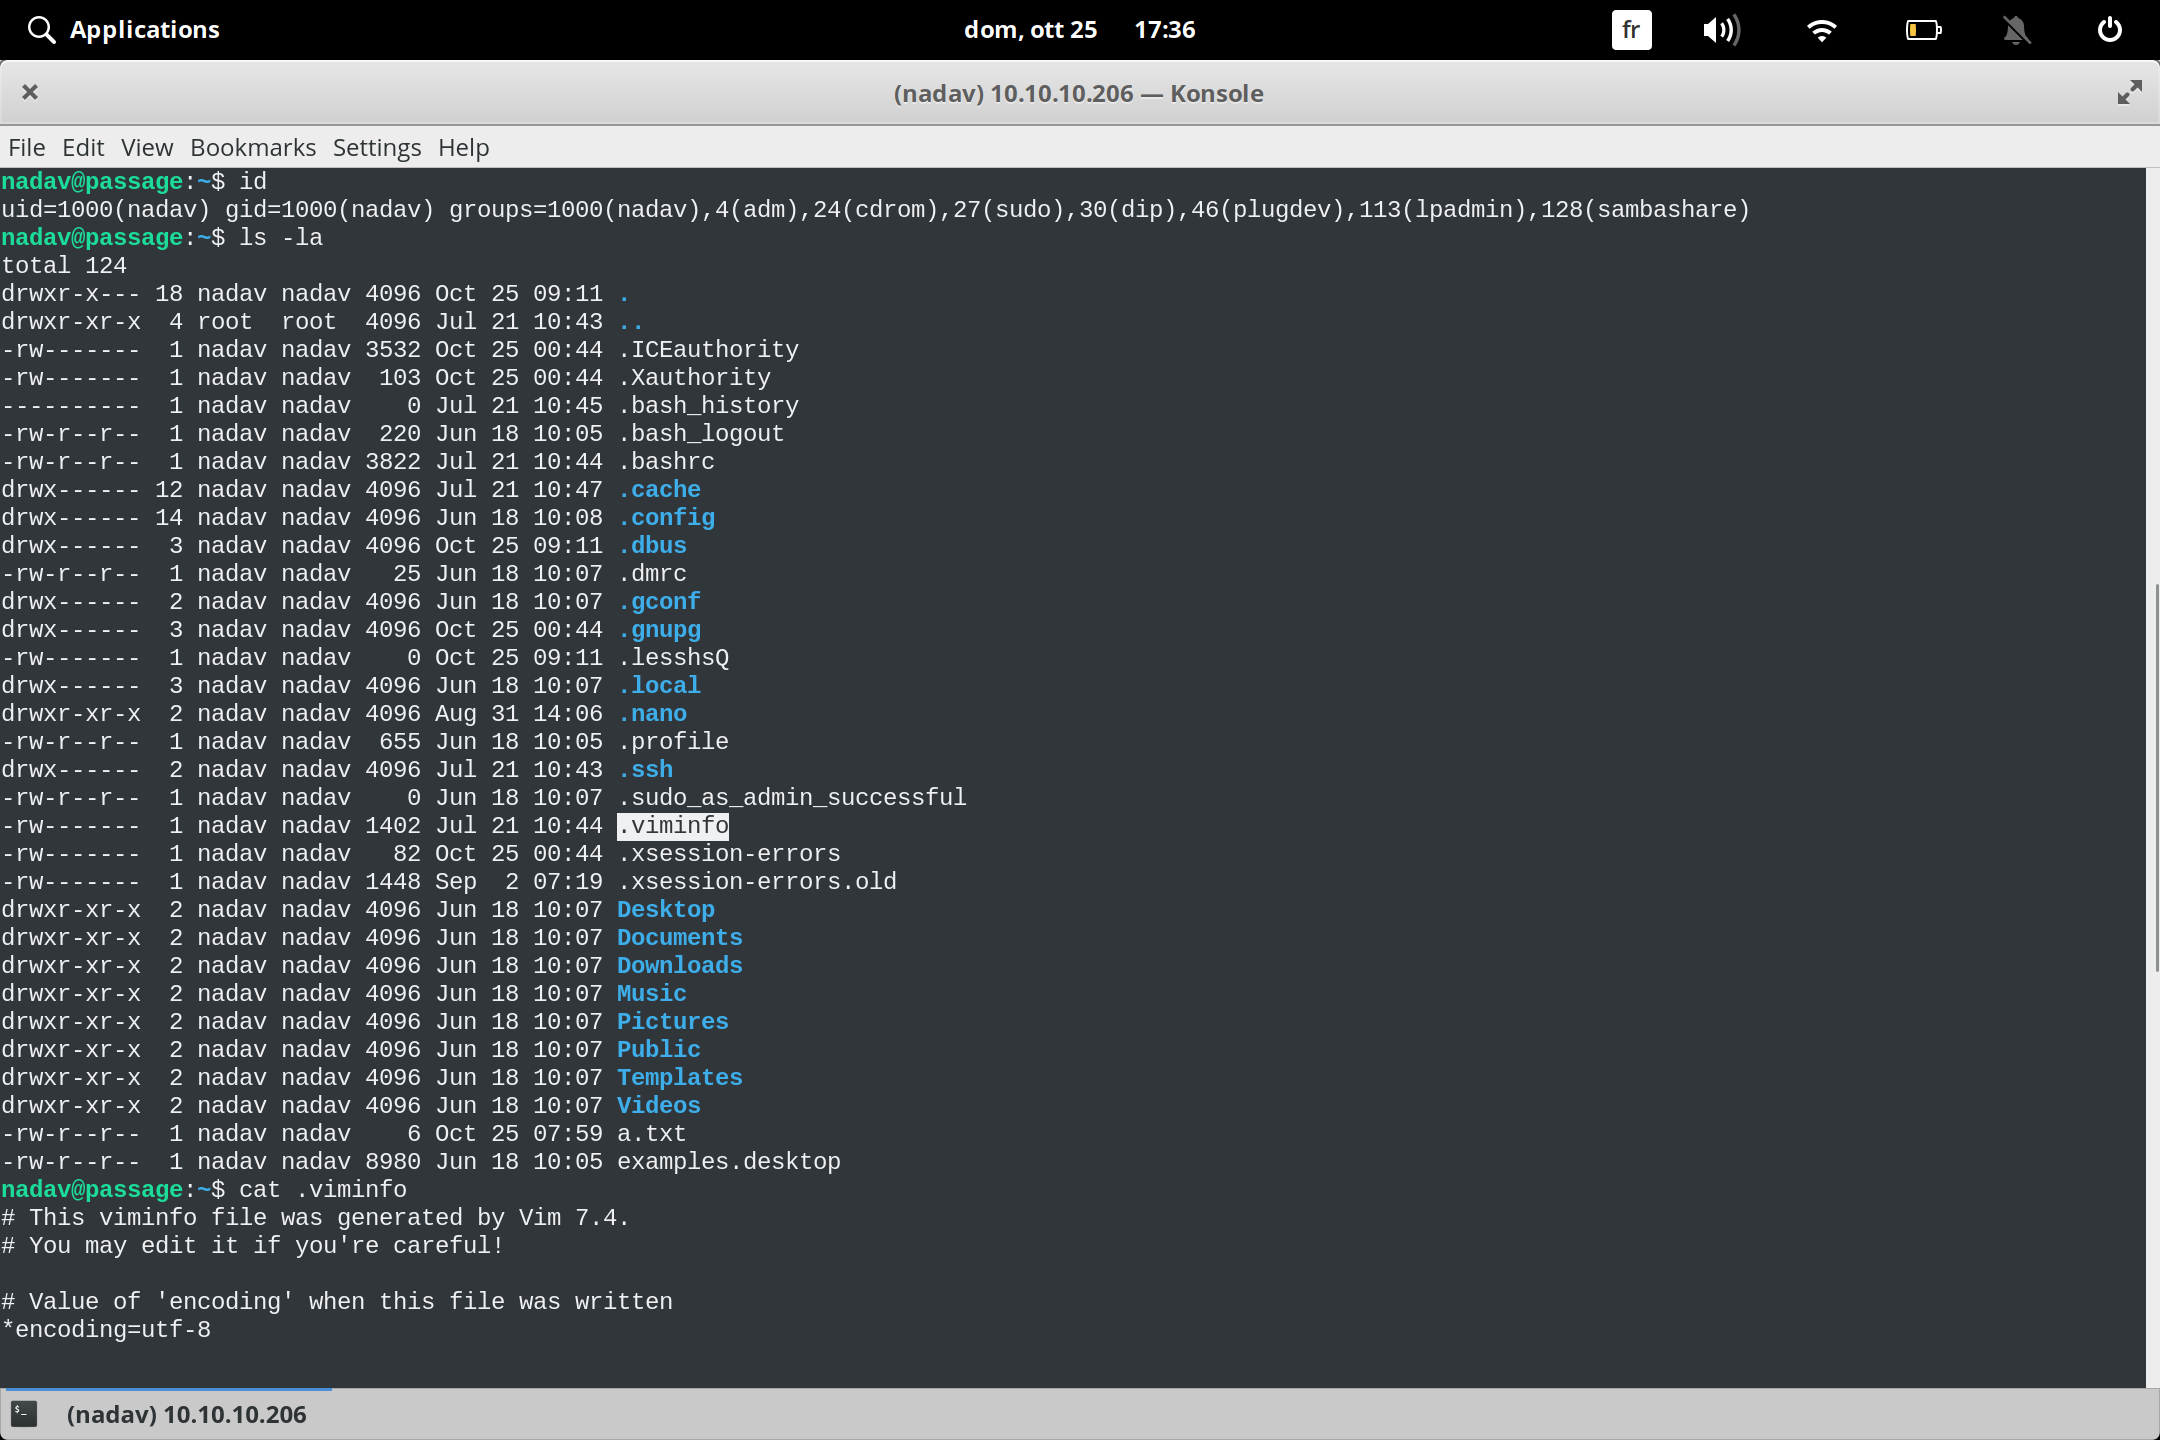 Applications dom, ott 25 17:36 fr
(nadav) 10.10.10.206 — Konsole
File Edit View Bookmarks Settings Help
nadav@passage:~$ id
uid=1000(nadav) gid=1000(nadav) groups=1000(nadav),4(adm),24(cdrom),27(sudo),30(dip),46(plugdev),113(lpadmin),128(sambashare)
nadav@passage:~$ ls -la
total 124
drwxr-x--- 18 nadav nadav 4096 Oct 25 09:11 .
drwxr-xr-x  4 root  root  4096 Jul 21 10:43 ..
-rw-------  1 nadav nadav 3532 Oct 25 00:44 .ICEauthority
-rw-------  1 nadav nadav  103 Oct 25 00:44 .Xauthority
----------  1 nadav nadav    0 Jul 21 10:45 .bash_history
-rw-r--r--  1 nadav nadav  220 Jun 18 10:05 .bash_logout
-rw-r--r--  1 nadav nadav 3822 Jul 21 10:44 .bashrc
drwx------ 12 nadav nadav 4096 Jul 21 10:47 .cache
drwx------ 14 nadav nadav 4096 Jun 18 10:08 .config
drwx------  3 nadav nadav 4096 Oct 25 09:11 .dbus
-rw-r--r--  1 nadav nadav   25 Jun 18 10:07 .dmrc
drwx------  2 nadav nadav 4096 Jun 18 10:07 .gconf
drwx------  3 nadav nadav 4096 Oct 25 00:44 .gnupg
-rw-------  1 nadav nadav    0 Oct 25 09:11 .lesshsQ
drwx------  3 nadav nadav 4096 Jun 18 10:07 .local
drwxr-xr-x  2 nadav nadav 4096 Aug 31 14:06 .nano
-rw-r--r--  1 nadav nadav  655 Jun 18 10:05 .profile
drwx------  2 nadav nadav 4096 Jul 21 10:43 .ssh
-rw-r--r--  1 nadav nadav    0 Jun 18 10:07 .sudo_as_admin_successful
-rw-------  1 nadav nadav 1402 Jul 21 10:44 .viminfo
-rw-------  1 nadav nadav   82 Oct 25 00:44 .xsession-errors
-rw-------  1 nadav nadav 1448 Sep  2 07:19 .xsession-errors.old
drwxr-xr-x  2 nadav nadav 4096 Jun 18 10:07 Desktop
drwxr-xr-x  2 nadav nadav 4096 Jun 18 10:07 Documents
drwxr-xr-x  2 nadav nadav 4096 Jun 18 10:07 Downloads
drwxr-xr-x  2 nadav nadav 4096 Jun 18 10:07 Music
drwxr-xr-x  2 nadav nadav 4096 Jun 18 10:07 Pictures
drwxr-xr-x  2 nadav nadav 4096 Jun 18 10:07 Public
drwxr-xr-x  2 nadav nadav 4096 Jun 18 10:07 Templates
drwxr-xr-x  2 nadav nadav 4096 Jun 18 10:07 Videos
-rw-r--r--  1 nadav nadav    6 Oct 25 07:59 a.txt
-rw-r--r--  1 nadav nadav 8980 Jun 18 10:05 examples.desktop
nadav@passage:~$ cat .viminfo
# This viminfo file was generated by Vim 7.4.
# You may edit it if you're careful!
# Value of 'encoding' when this file was written
*encoding=utf-8
(nadav) 10.10.10.206